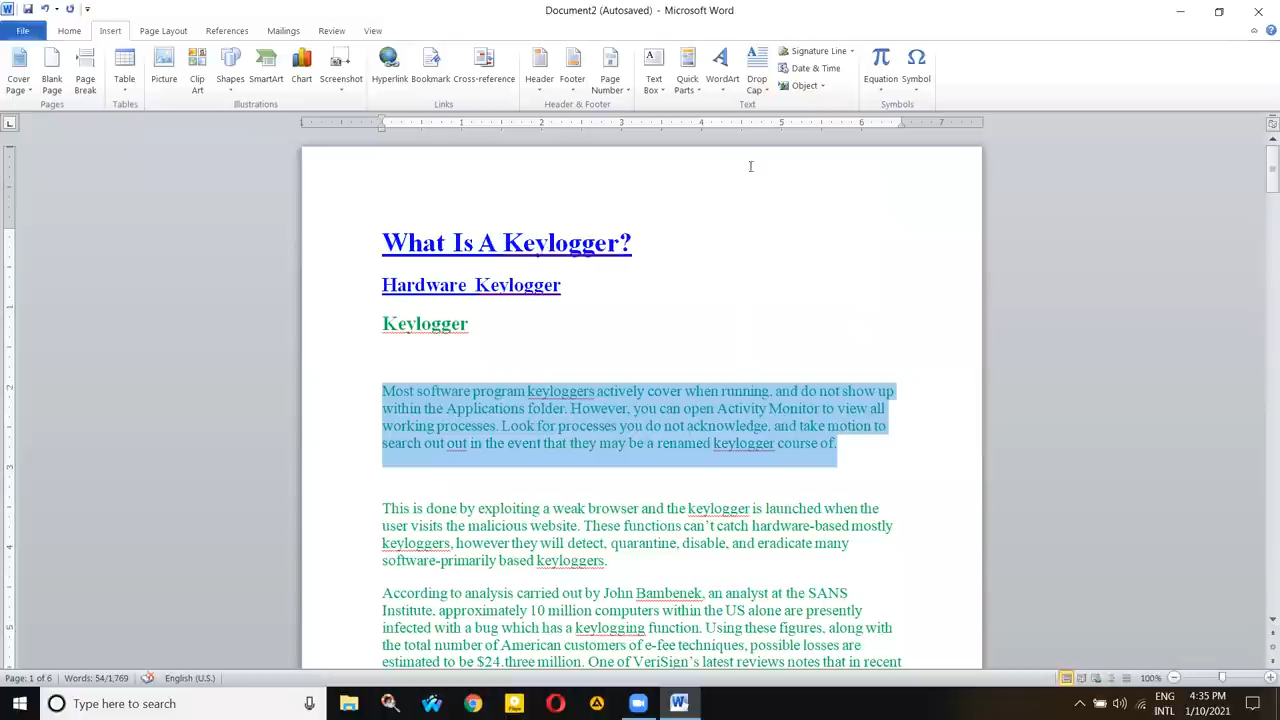 Document2 (Autosaved) - Microsoft Word
File Home Insert Page Layout References Mailings Review View
Cover Page Blank Page Page Break Table Picture Clip Art Shapes SmartArt Chart Screenshot Hyperlink Bookmark Cross-reference Header Footer Page Number Text Box Quick Parts WordArt Drop Cap Signature Line Date & Time Object Equation Symbol
Pages Tables Illustrations Links Header & Footer Text Symbols
1 1 2 3 4 5 6 7
What Is A Keylogger?
Hardware Keylogger
Keylogger
Most software program keyloggers actively cover when running, and do not show up
within the Applications folder. However, you can open Activity Monitor to view all
working processes. Look for processes you do not acknowledge, and take motion to
search out out in the event that they may be a renamed keylogger course of.
This is done by exploiting a weak browser and the keylogger is launched when the
user visits the malicious website. These functions can’t catch hardware-based mostly
keyloggers, however they will detect, quarantine, disable, and eradicate many
software-primarily based keyloggers.
According to analysis carried out by John Bambenek, an analyst at the SANS
Institute, approximately 10 million computers within the US alone are presently
infected with a bug which has a keylogging function. Using these figures, along with
the total number of American customers of e-fee techniques, possible losses are
estimated to be $24.three million. One of VeriSign’s latest reviews notes that in recent
Page: 1 of 6 Words: 54/1,769 English (U.S.) 100%
Type here to search
ENG 4:35 PM
INTL 1/10/2021